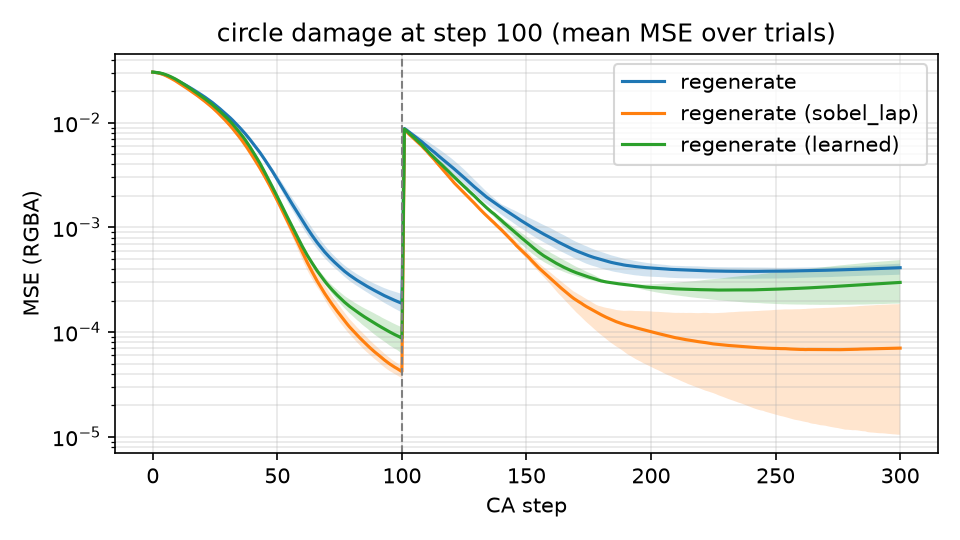 circle damage at step 100 (mean MSE over trials)
regenerate
regenerate (sobel_lap)
regenerate (learned)
MSE (RGBA)
10⁻²
10⁻³
10⁻⁴
10⁻⁵
0 50 100 150 200 250 300
CA step